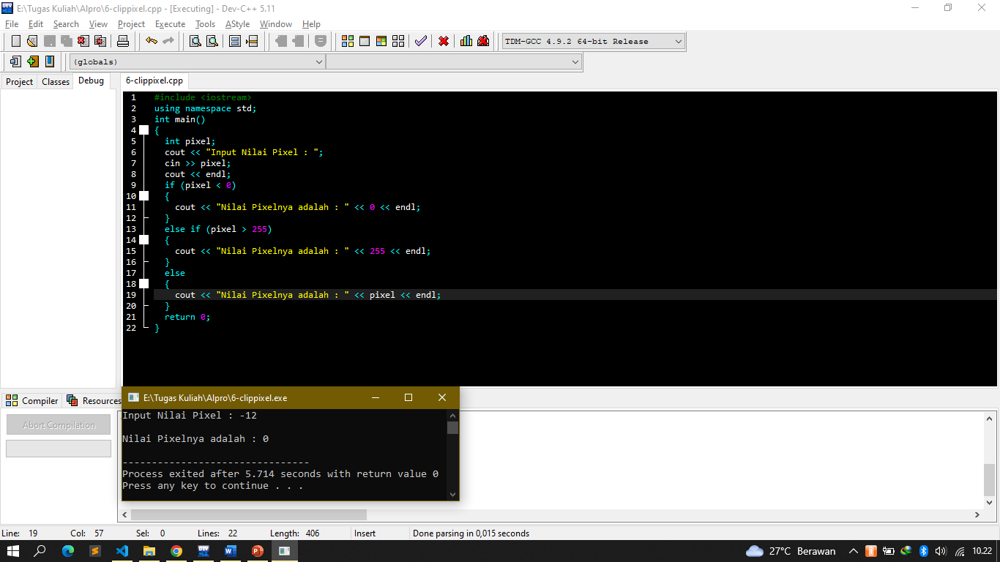 E:\Tugas Kuliah\Alpro\6-clippixel.cpp - [Executing] - Dev-C++ 5.11
File Edit Search View Project Execute Tools AStyle Window Help
TDM-GCC 4.9.2 64-bit Release
(globals)
Project Classes Debug
6-clippixel.cpp
1 #include <iostream>
2 using namespace std;
3 int main()
4 {
5 int pixel;
6 cout << "Input Nilai Pixel : ";
7 cin >> pixel;
8 cout << endl;
9 if (pixel < 0)
10 {
11 cout << "Nilai Pixelnya adalah : " << 0 << endl;
12 }
13 else if (pixel > 255)
14 {
15 cout << "Nilai Pixelnya adalah : " << 255 << endl;
16 }
17 else
18 {
19 cout << "Nilai Pixelnya adalah : " << pixel << endl;
20 }
21 return 0;
22 }
Compiler Resources
Abort Compilation
E:\Tugas Kuliah\Alpro\6-clippixel.exe
Input Nilai Pixel : -12
Nilai Pixelnya adalah : 0
--------------------------------
Process exited after 5.714 seconds with return value 0
Press any key to continue . . .
Line: 19 Col: 57 Sel: 0 Lines: 22 Length: 406 Insert Done parsing in 0,015 seconds
27°C Berawan 10.22